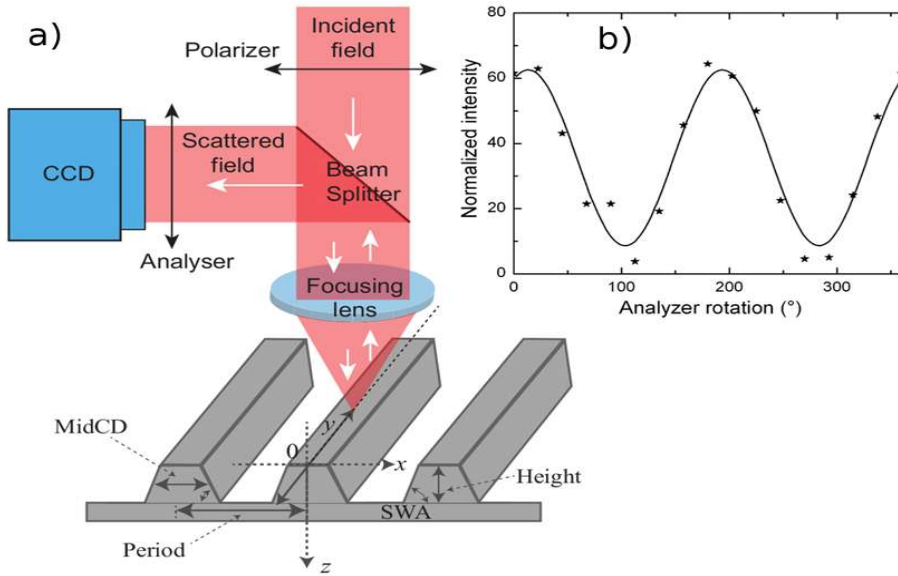 a)
Incident
field
Polarizer
CCD
Scattered
field
Beam
Splitter
Analyser
Focusing
lens
MidCD
0
y
x
Height
SWA
Period
z
b)
Normalized intensity
80
60
40
20
0
0
100
200
300
Analyzer rotation (°)